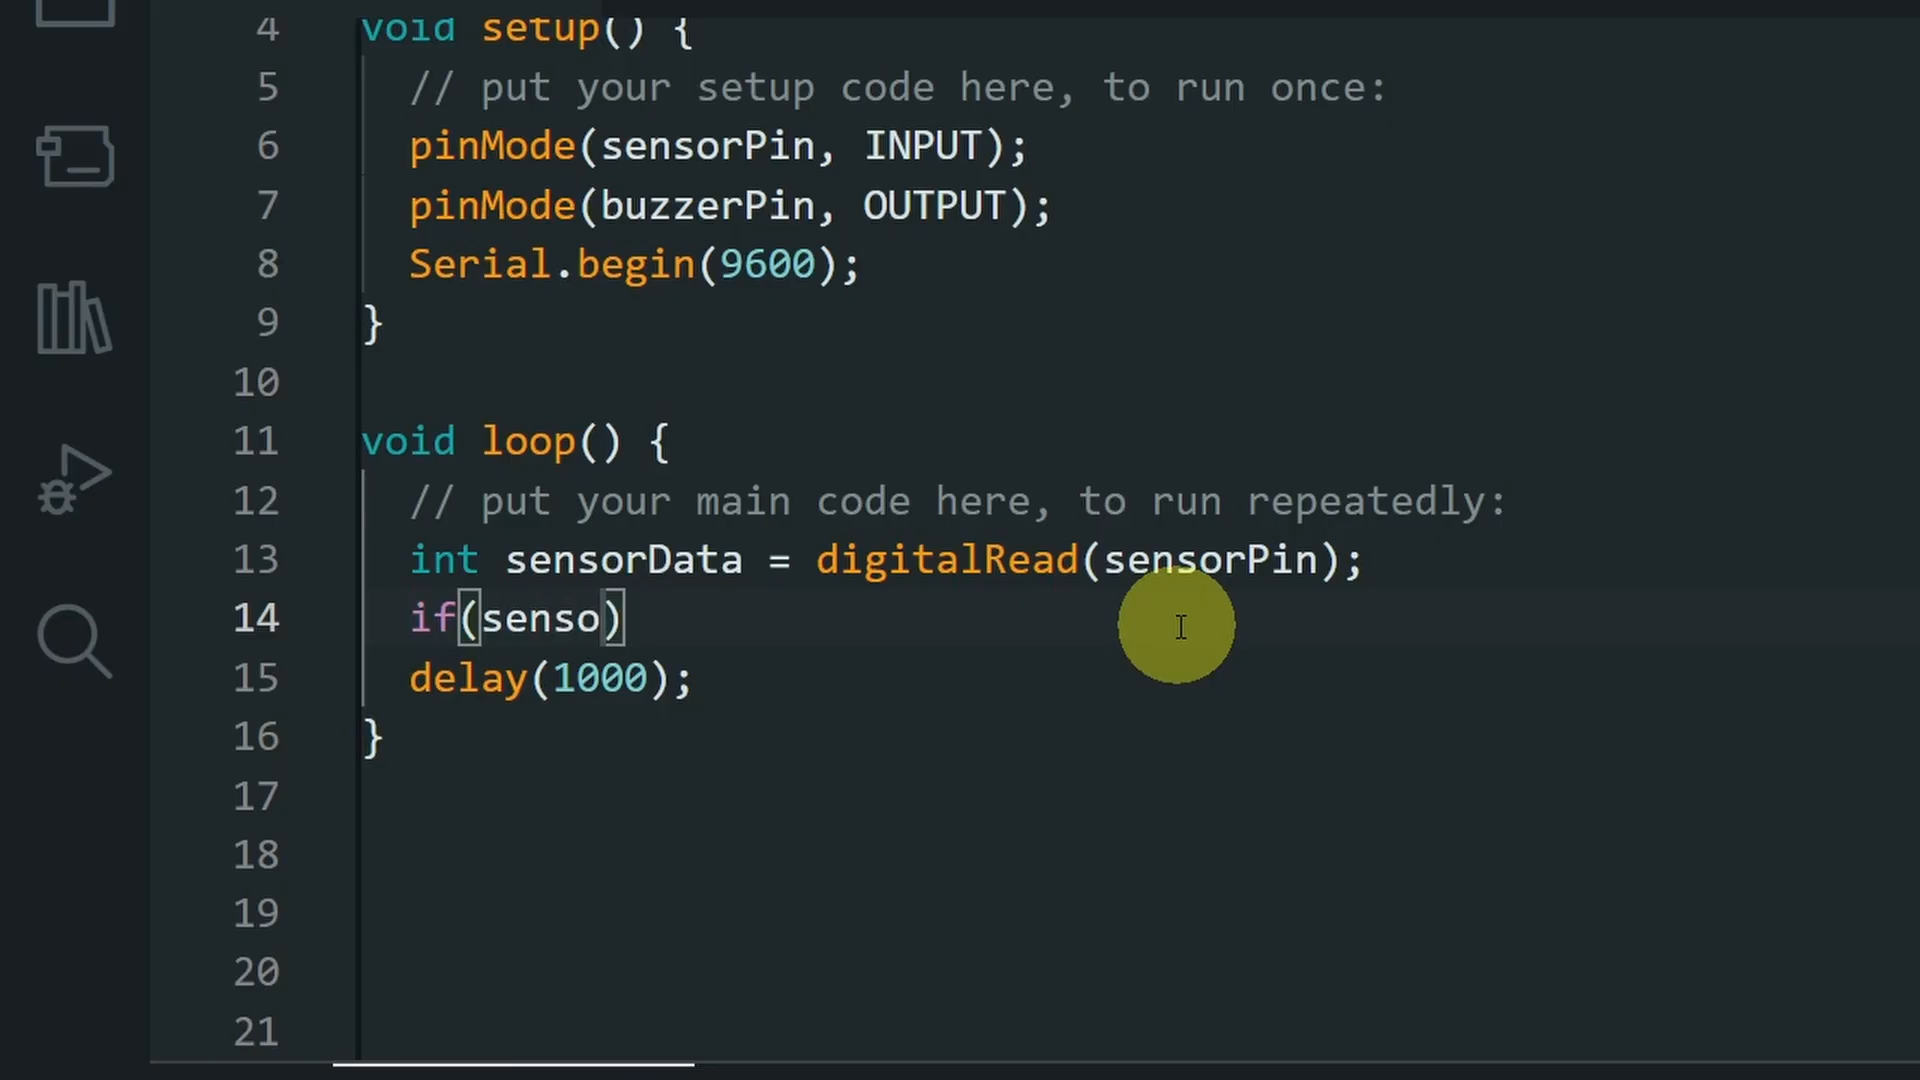 4 void setup() {
5 // put your setup code here, to run once:
6 pinMode(sensorPin, INPUT);
7 pinMode(buzzerPin, OUTPUT);
8 Serial.begin(9600);
9 }
10
11 void loop() {
12 // put your main code here, to run repeatedly:
13 int sensorData = digitalRead(sensorPin);
14 if(senso)
15 delay(1000);
16 }
17
18
19
20
21